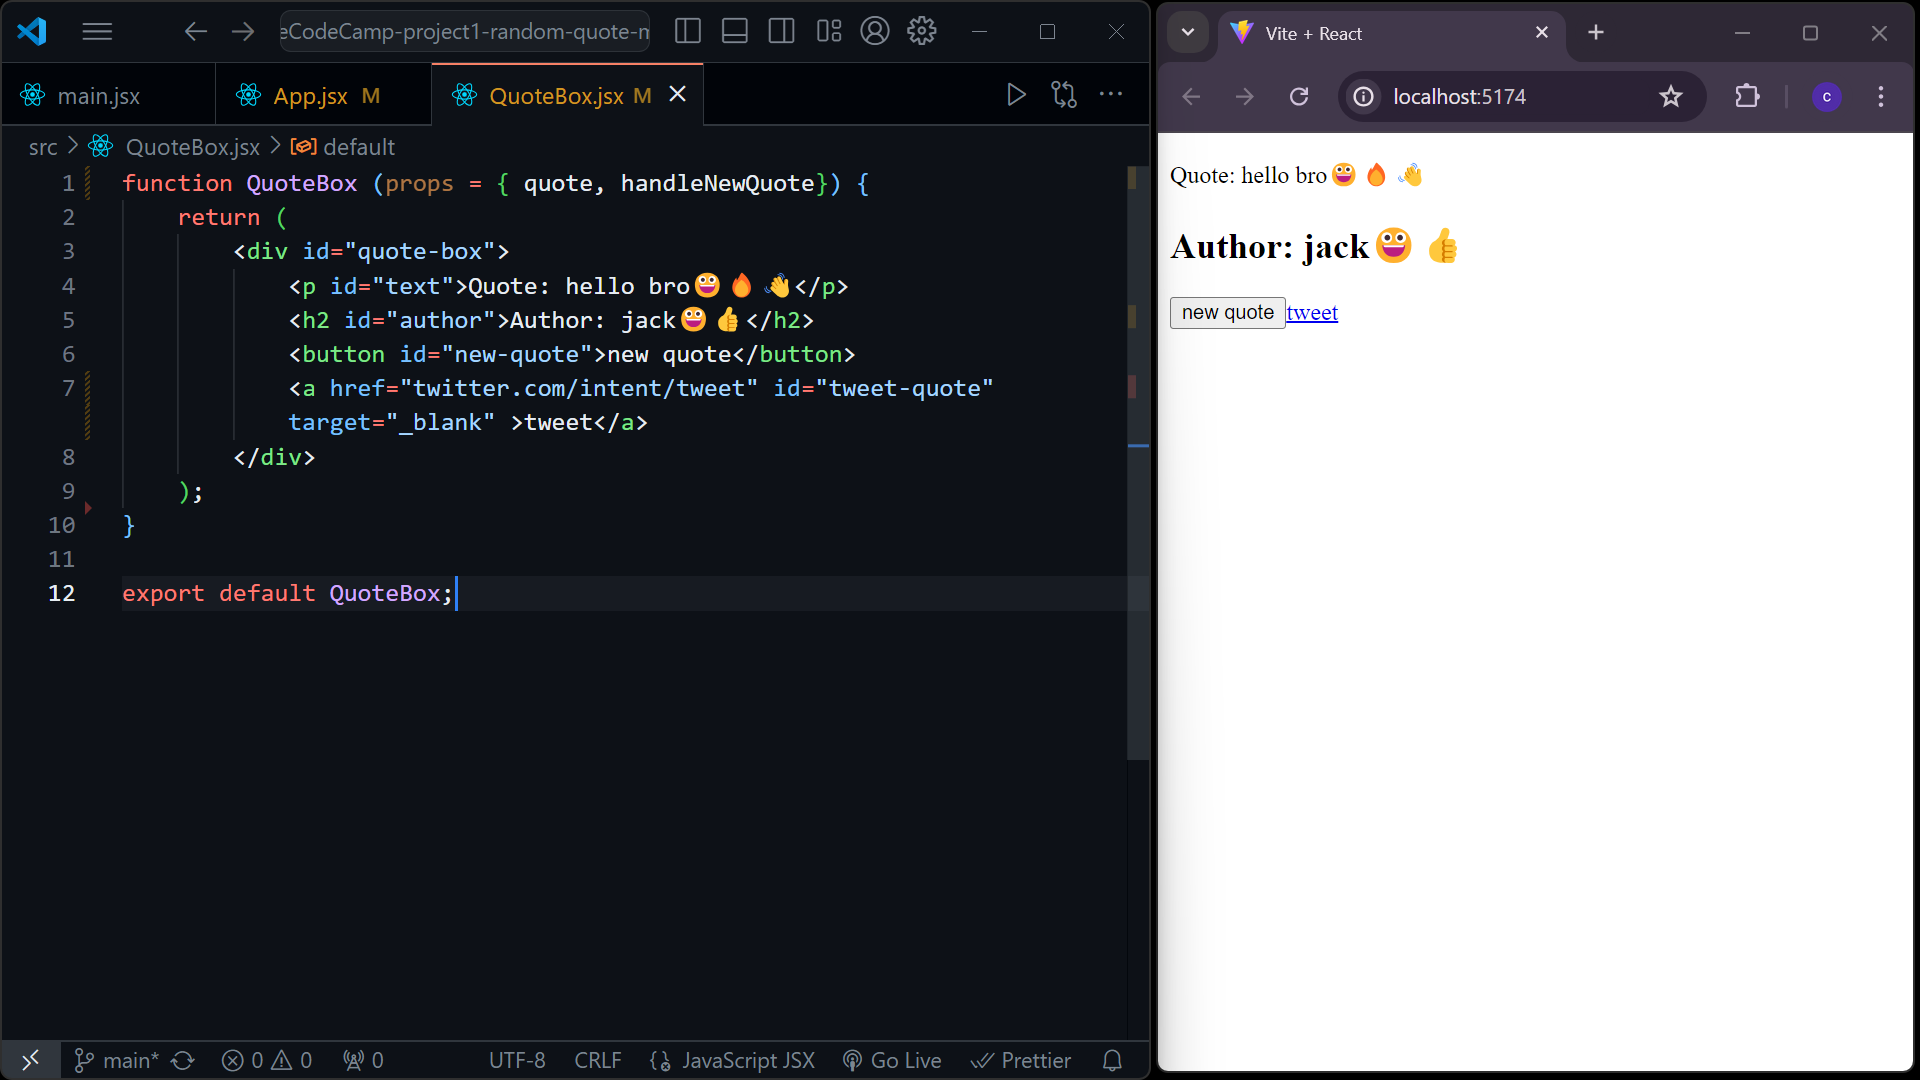 eCodeCamp-project1-random-quote-m
main.jsx
App.jsx M
QuoteBox.jsx M
src > QuoteBox.jsx > default
1 function QuoteBox (props = { quote, handleNewQuote}) {
2 return (
3 <div id="quote-box">
4 <p id="text">Quote: hello bro😀🔥👋</p>
5 <h2 id="author">Author: jack😀👍</h2>
6 <button id="new-quote">new quote</button>
7 <a href="twitter.com/intent/tweet" id="tweet-quote"
target="_blank" >tweet</a>
8 </div>
9 );
10 }
11
12 export default QuoteBox;
main* 0 0 0 UTF-8 CRLF JavaScript JSX Go Live Prettier
Vite + React
localhost:5174
c
Quote: hello bro😀🔥👋
Author: jack😀👍
new quote tweet